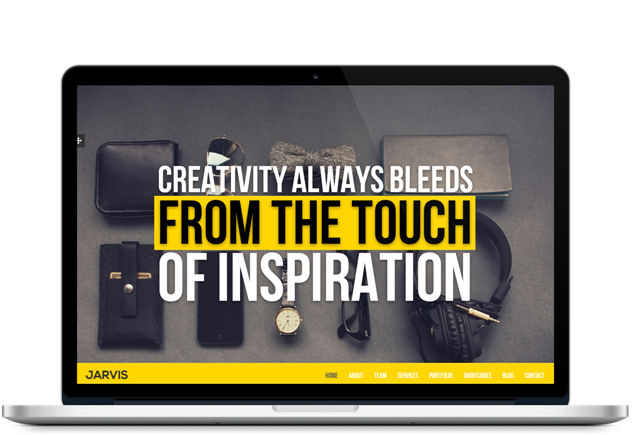 CREATIVITY ALWAYS BLEEDS
FROM THE TOUCH
OF INSPIRATION
JARVIS HOME ABOUT TEAM SERVICES PORTFOLIO SHORTCODES BLOG CONTACT